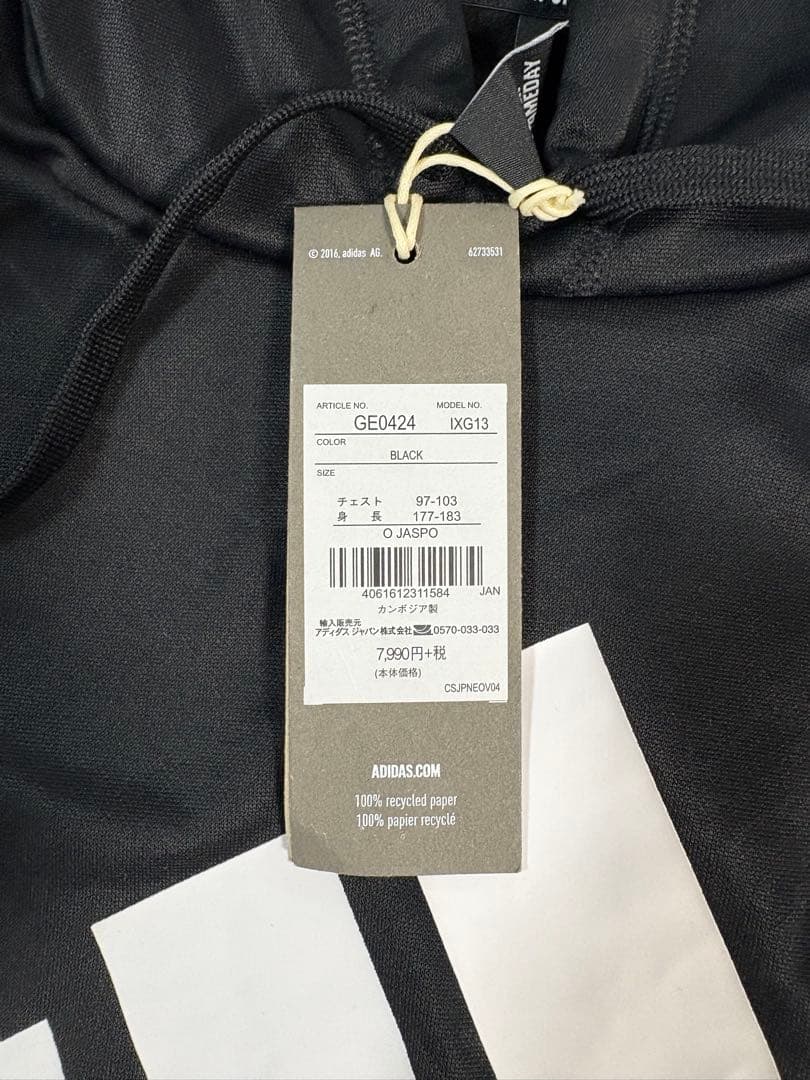 © 2016, adidas AG. 62733531
ARTICLE NO. MODEL NO.
GE0424 IXG13
COLOR
BLACK
SIZE
チェスト 97-103
身 長 177-183
O JASPO
4061612311584 JAN
カンボジア製
輸入販売元
アディダス ジャパン株式会社 0570-033-033
7,990円+税
(本体価格)
CSJPNEOV04
ADIDAS.COM
100% recycled paper
100% papier recyclé